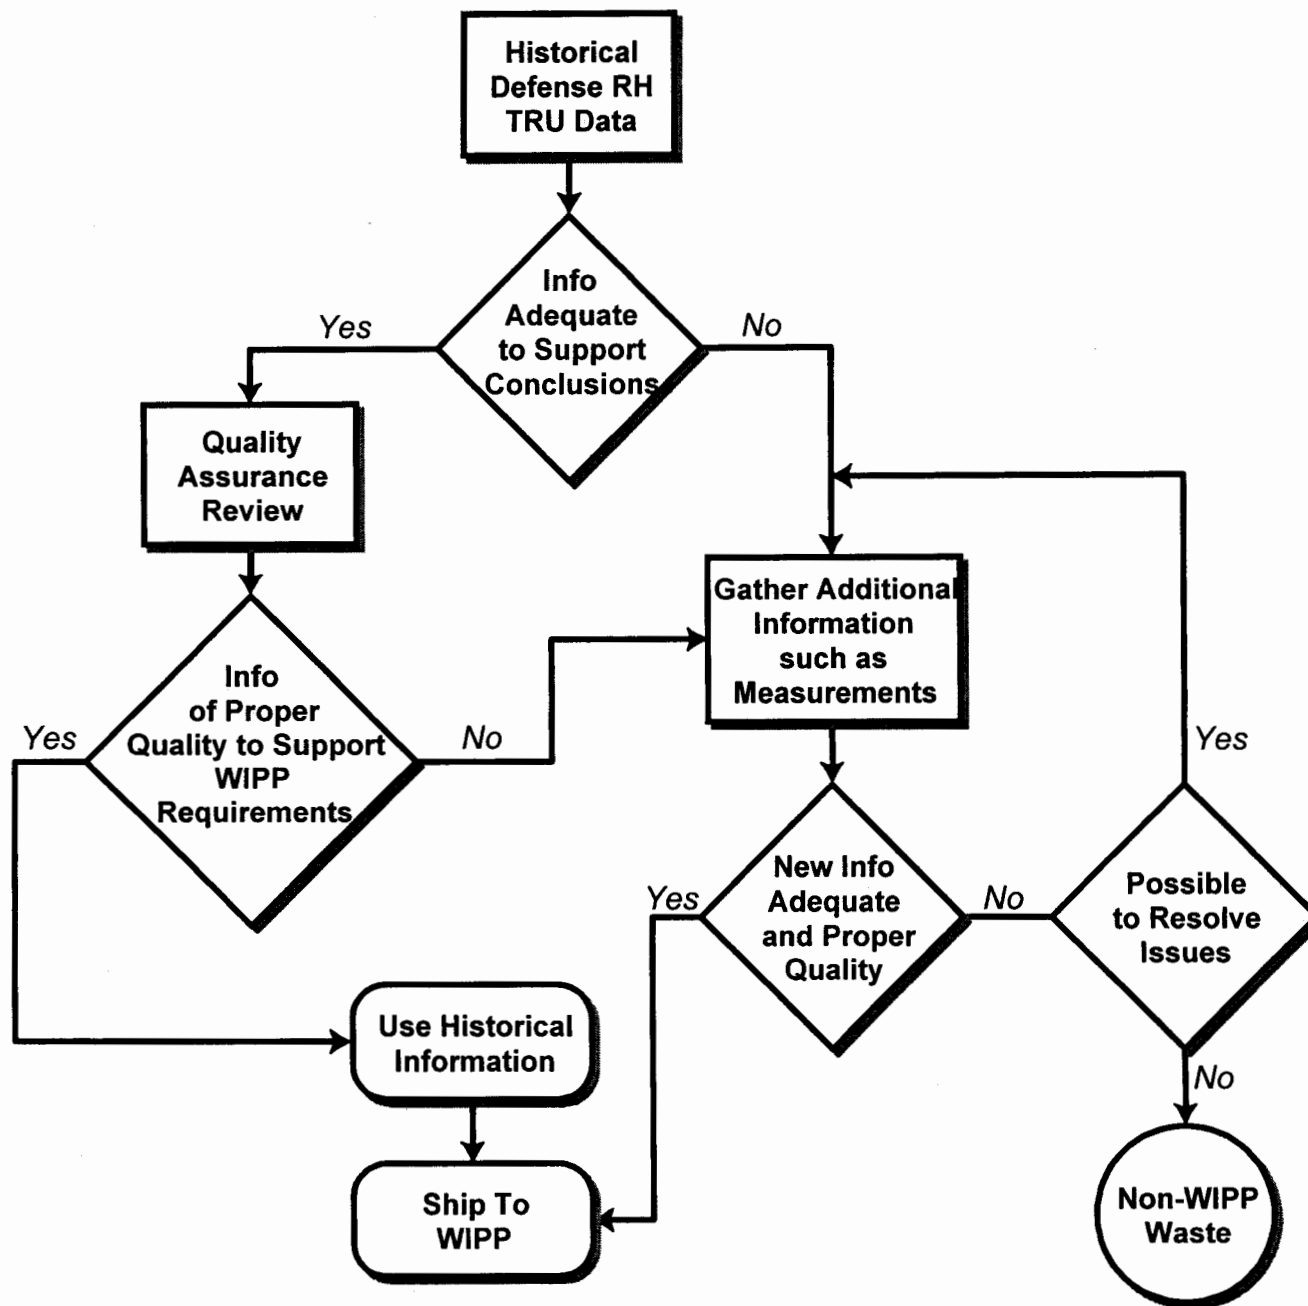 Historical
Defense RH
TRU Data
Info
Adequate
to Support
Conclusions
Yes
No
Quality
Assurance
Review
Gather Additional
Information
such as
Measurements
Info
of Proper
Quality to Support
WIPP
Requirements
Yes
No
Yes
New Info
Adequate
and Proper
Quality
Yes
No
Possible
to Resolve
Issues
Use Historical
Information
No
Ship To
WIPP
Non-WIPP
Waste